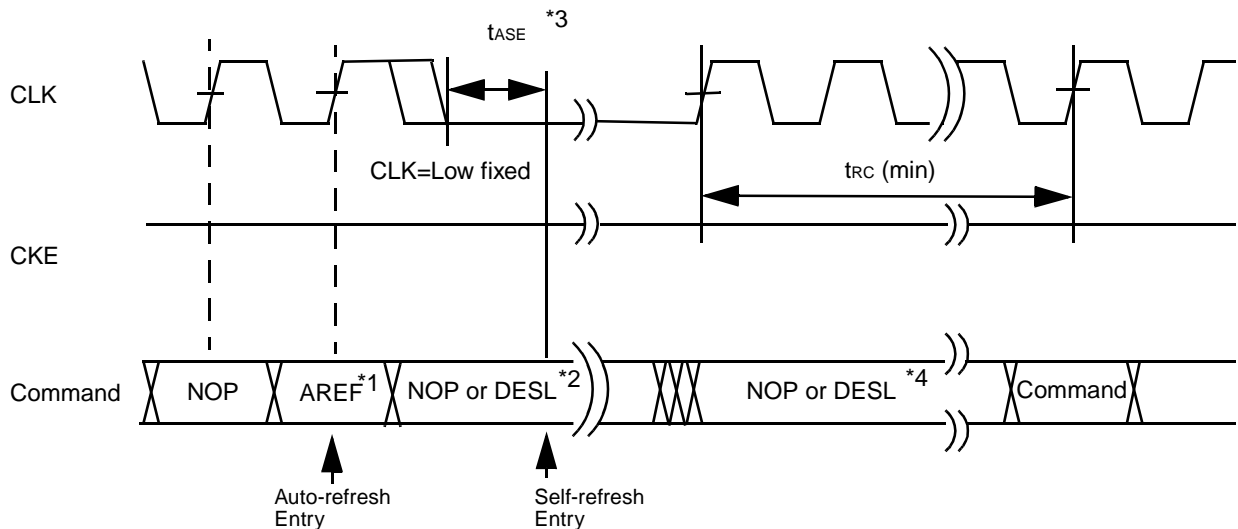 tASE *3
CLK
CLK=Low fixed
tRC (min)
CKE
Command
NOP
AREF*1
NOP or DESL*2
NOP or DESL*4
Command
Auto-refresh
Entry
Self-refresh
Entry